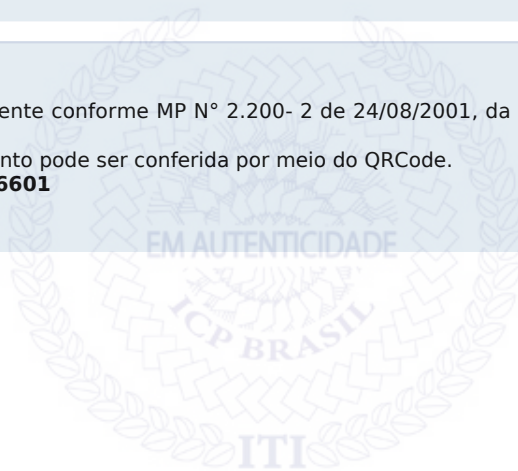 ente conforme MP N° 2.200- 2 de 24/08/2001, da
nto pode ser conferida por meio do QRCode.
6601
EM AUTENTICIDADE
ICP BRASIL
ITI